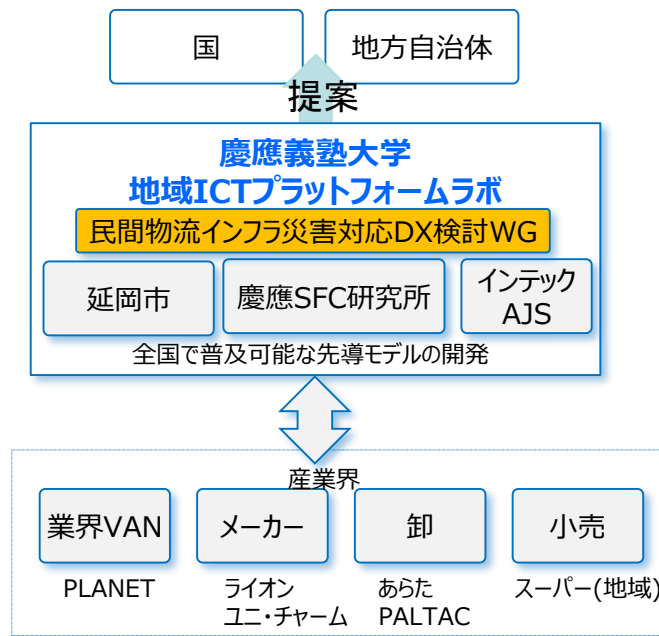 国
地方自治体
提案
慶應義塾大学
地域ICTプラットフォームラボ
民間物流インフラ災害対応DX検討WG
延岡市
慶應SFC研究所
インテック
AJS
全国で普及可能な先導モデルの開発
産業界
業界VAN
メーカー
卸
小売
PLANET
ライオン
ユニ・チャーム
あらた
PALTAC
スーパー(地域)